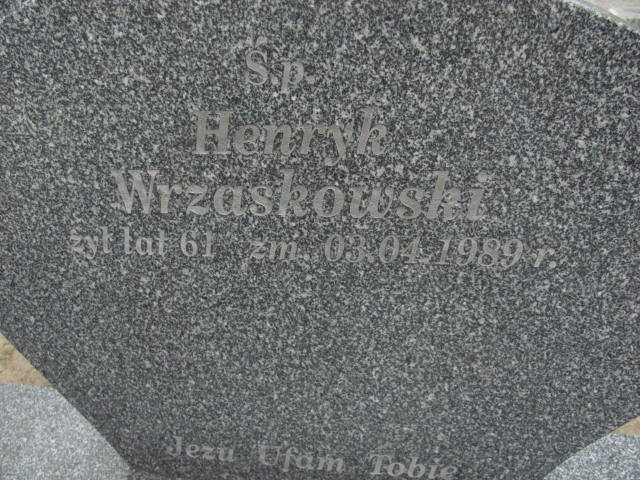 Ś.p.
Henryk
Wrzaskowski
żył lat 61 zm. 03.04.1989 r.
Jezu Ufam Tobie